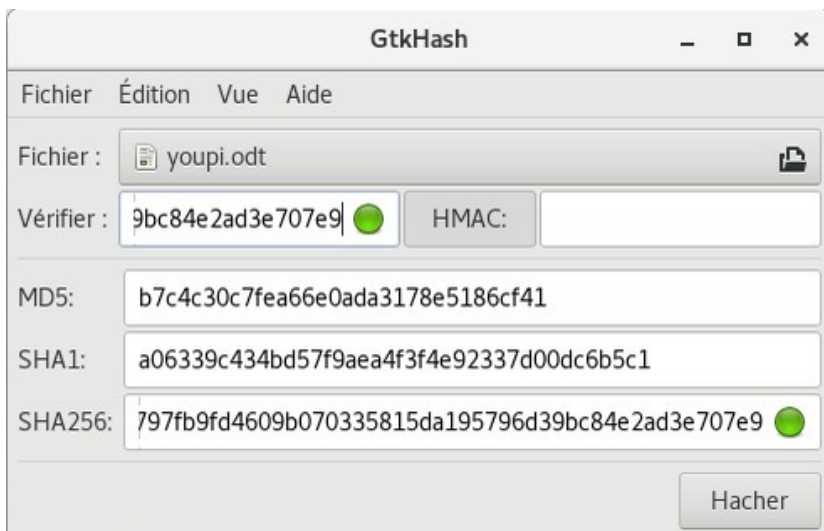 GtkHash
Fichier Édition Vue Aide
Fichier : youpi.odt
Vérifier : 9bc84e2ad3e707e9 HMAC:
MD5: b7c4c30c7fea66e0ada3178e5186cf41
SHA1: a06339c434bd57f9aea4f3f4e92337d00dc6b5c1
SHA256: 797fb9fd4609b070335815da195796d39bc84e2ad3e707e9
Hacher